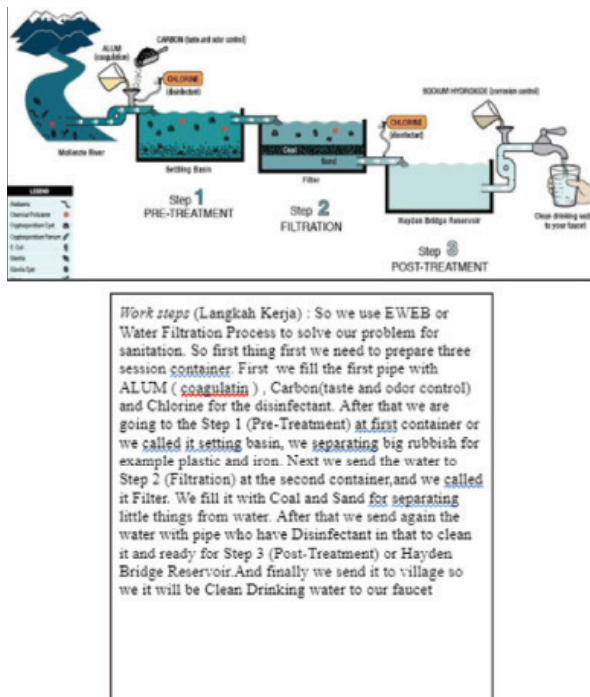 CARBON (taste and odor control)
ALUM
(coagulation)
CHLORINE
(disinfectant)
SODIUM HYDROXIDE (corrosion control)
CHLORINE
(disinfectant)
McKenzie River
Settling Basin
Coal
Sand
Filter
Hayden Bridge Reservoir
Clean drinking water
to your faucet
Step 1
PRE-TREATMENT
Step 2
FILTRATION
Step 3
POST-TREATMENT
LEGEND
Chemical Pollutants
Cryptosporidium Cyst
E. Coli
Giardia
Giardia Cyst
Work steps (Langkah Kerja) : So we use EWEB or
Water Filtration Process to solve our problem for
sanitation. So first thing first we need to prepare three
session container. First we fill the first pipe with
ALUM ( coagulatin ) , Carbon(taste and odor control)
and Chlorine for the disinfectant. After that we are
going to the Step 1 (Pre-Treatment) at first container or
we called it setting basin, we separating big rubbish for
example plastic and iron. Next we send the water to
Step 2 (Filtration) at the second container,and we called
it Filter. We fill it with Coal and Sand for separating
little things from water. After that we send again the
water with pipe who have Disinfectant in that to clean
it and ready for Step 3 (Post-Treatment) or Hayden
Bridge Reservoir.And finally we send it to village so
we it will be Clean Drinking water to our faucet